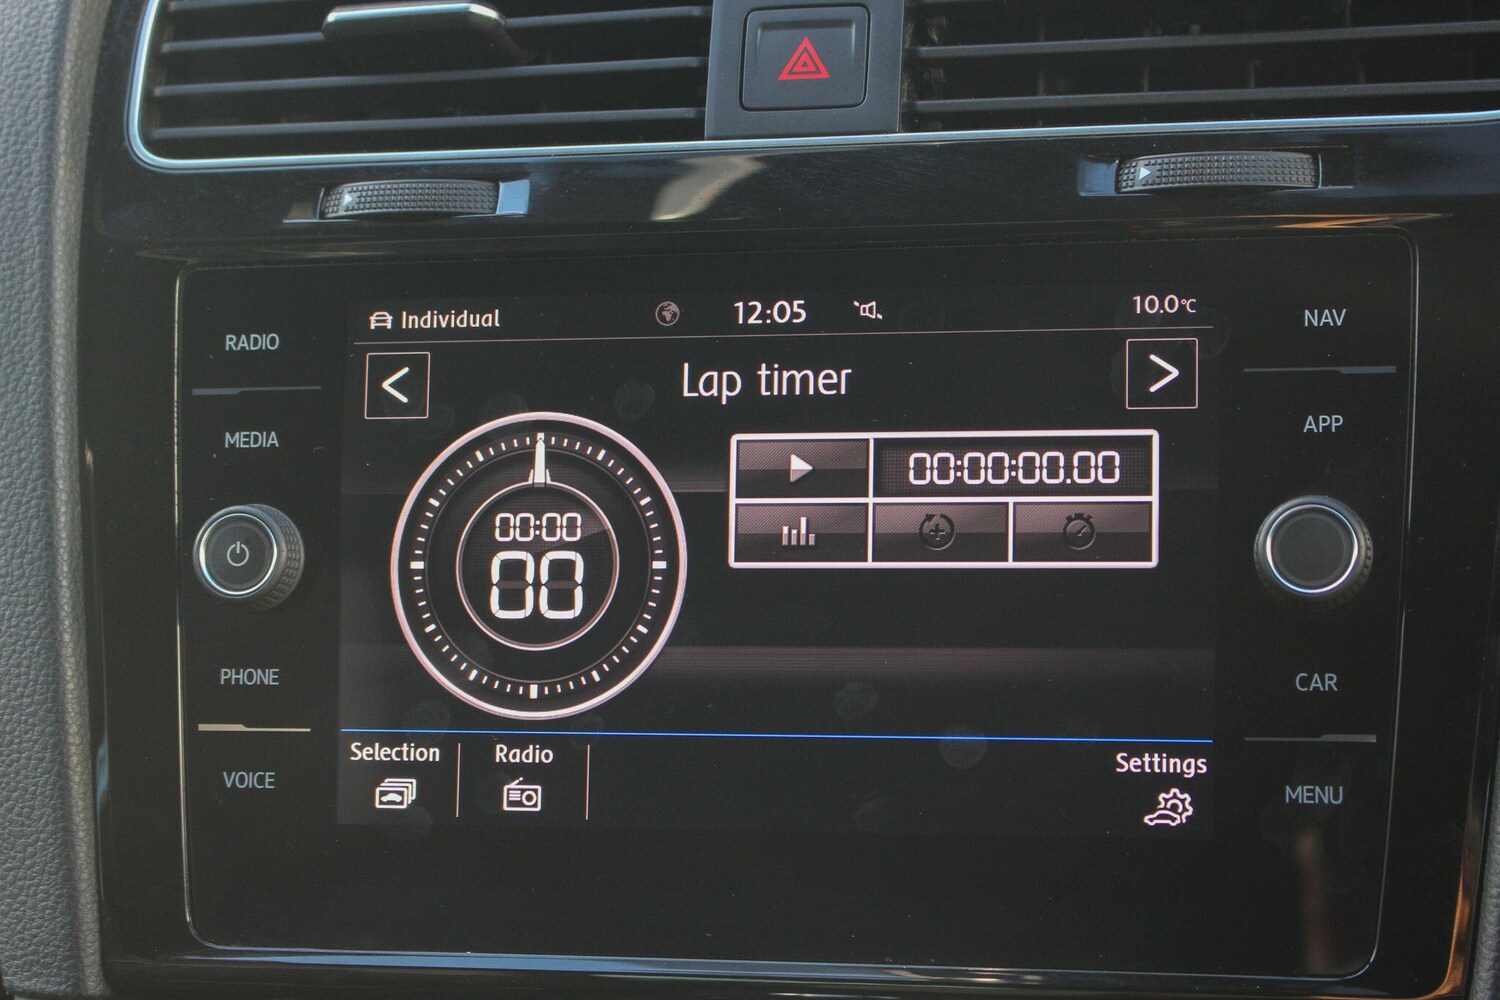 Individual
12:05
10.0°C
Lap timer
00:00:00.00
00:00
00
Selection
Radio
Settings
RADIO
MEDIA
PHONE
VOICE
NAV
APP
CAR
MENU